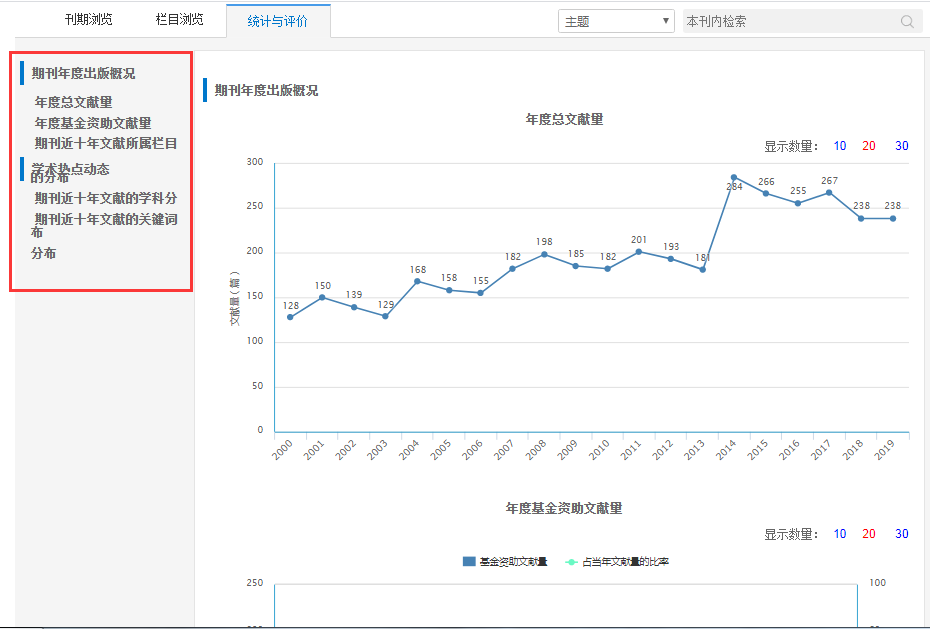 刊期浏览 栏目浏览 统计与评价 主题 本刊内检索
期刊年度出版概况
年度总文献量
年度基金资助文献量
期刊近十年文献所属栏目
学术热点动态
的分布
期刊近十年文献的学科分
期刊近十年文献的关键词
布
分布
期刊年度出版概况
年度总文献量
显示数量： 10 20 30
300
250
200
150
100
50
0
文献量(篇)
128 150 139 129 168 158 155 182 198 185 182 201 193 181 284 266 255 267 238 238
2000 2001 2002 2003 2004 2005 2006 2007 2008 2009 2010 2011 2012 2013 2014 2015 2016 2017 2018 2019
年度基金资助文献量
显示数量： 10 20 30
基金资助文献量 占当年文献量的比率
250 100